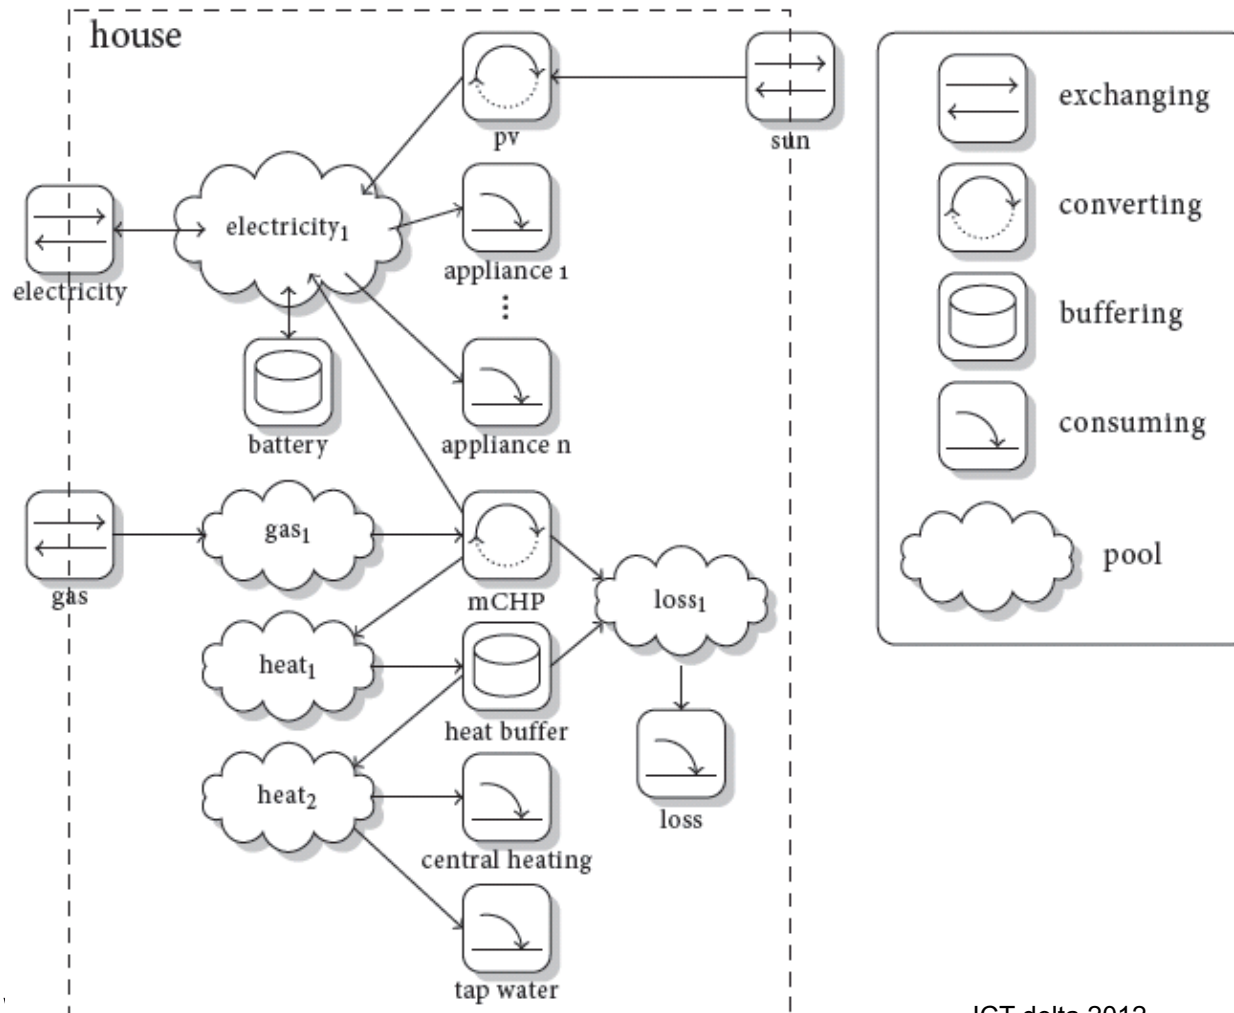 house
pv
sun
exchanging
converting
electricity₁
electricity
appliance 1
buffering
battery
appliance n
consuming
gas₁
gas
mCHP
loss₁
pool
heat₁
heat buffer
heat₂
loss
central heating
tap water